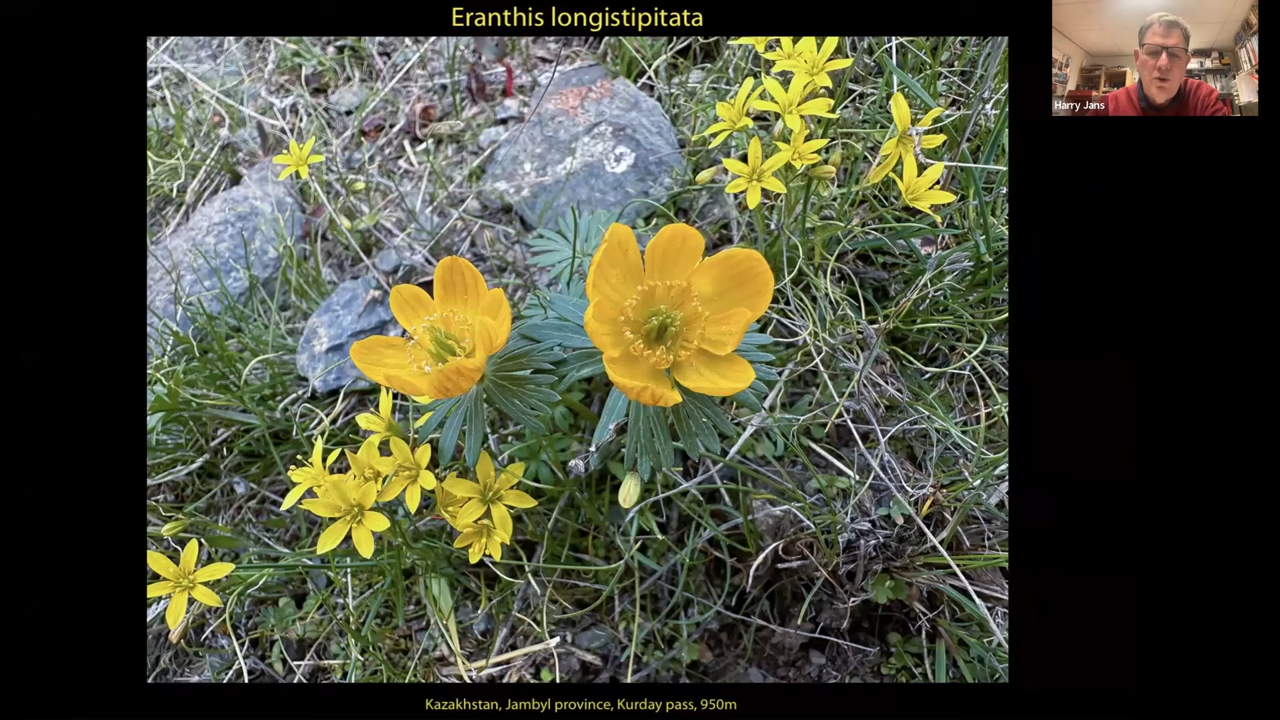 Eranthis longistipitata
Harry Jans
Kazakhstan, Jambyl province, Kurday pass, 950m